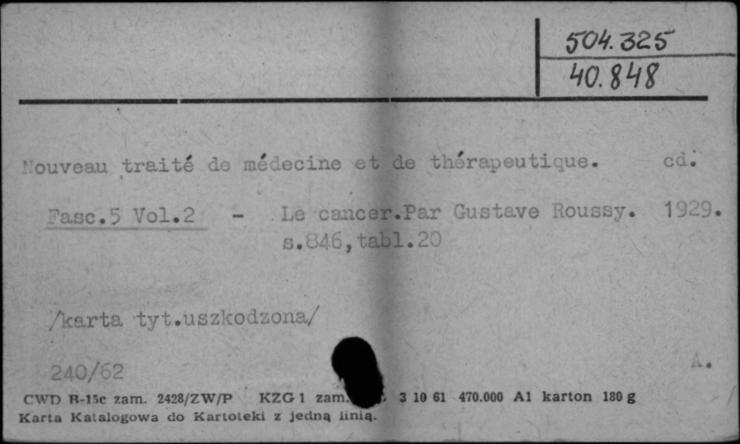 504.325
40.848
Nouveau traité de médecine et de thérapeutique. cd.
Fasc.5 Vol.2 - Le cancer.Par Gustave Roussy. 1929.
s.846,tabl.20
/karta tyt.uszkodzona/
240/62 A.
CWD R-15c zam. 2428/ZW/P KZG 1 zam. 3 10 61 470.000 A1 karton 180 g
Karta Katalogowa do Kartoteki z jedną linią.